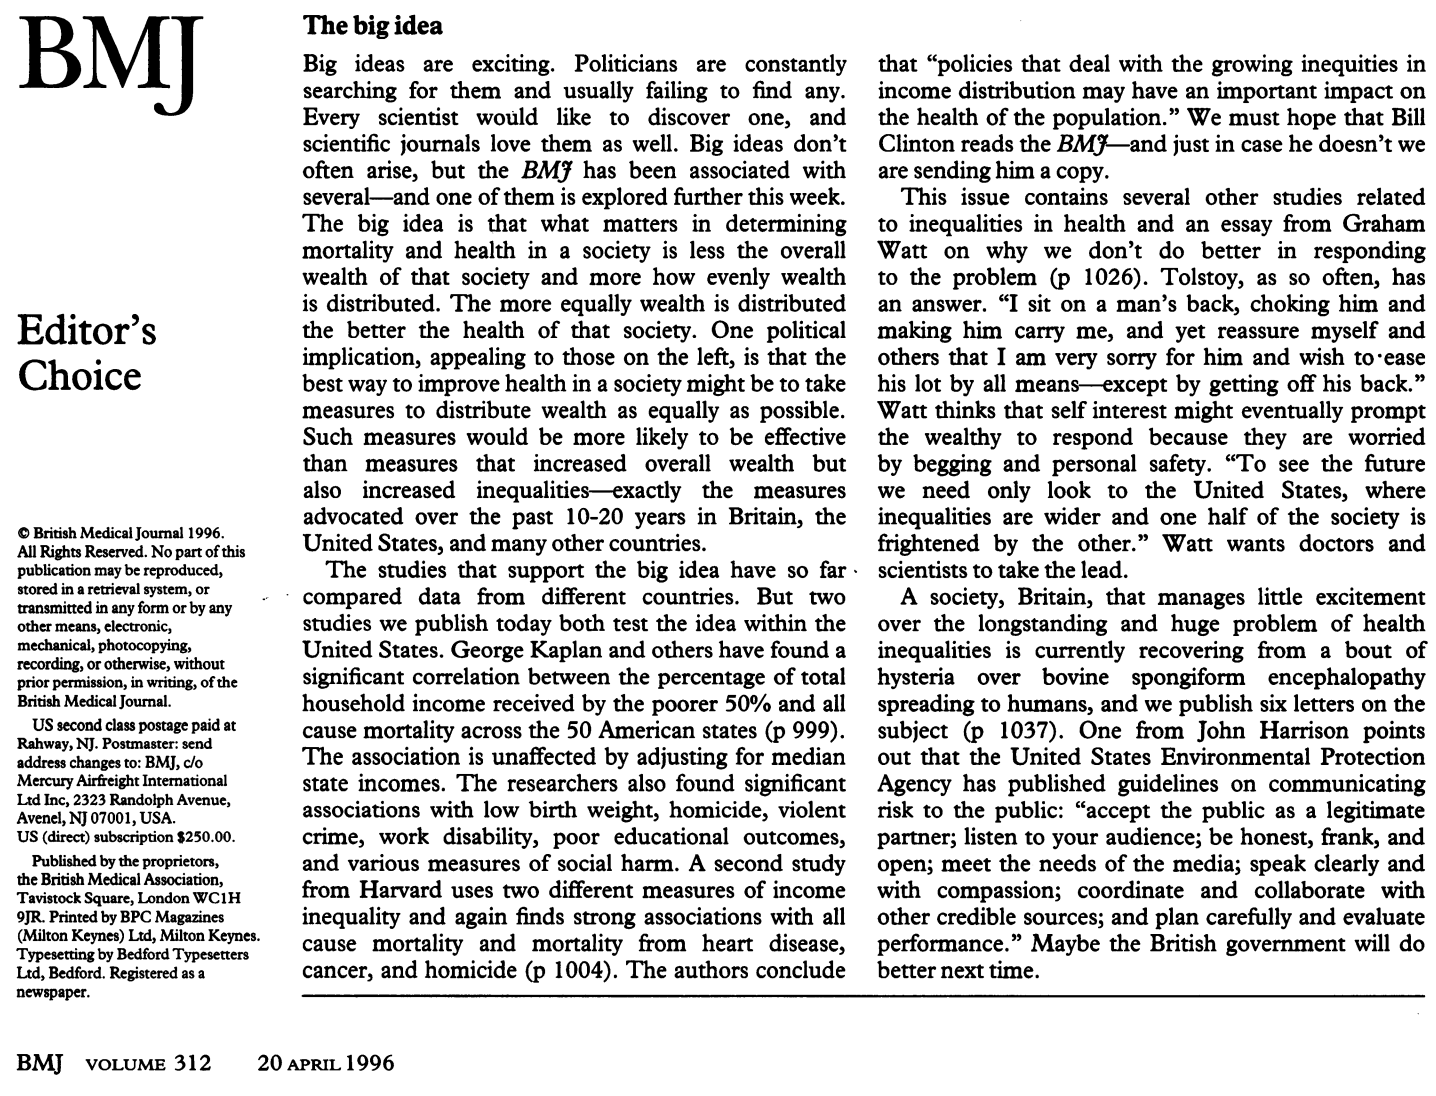 BMJ
Editor's
Choice
© British Medical Journal 1996.
All Rights Reserved. No part of this
publication may be reproduced,
stored in a retrieval system, or
transmitted in any form or by any
other means, electronic,
mechanical, photocopying,
recording, or otherwise, without
prior permission, in writing, of the
British Medical Journal.
US second class postage paid at
Rahway, NJ. Postmaster: send
address changes to: BMJ, c/o
Mercury Airfreight International
Ltd Inc, 2323 Randolph Avenue,
Avenel, NJ 07001, USA.
US (direct) subscription $250.00.
Published by the proprietors,
the British Medical Association,
Tavistock Square, London WC1H
9JR. Printed by BPC Magazines
(Milton Keynes) Ltd, Milton Keynes.
Typesetting by Bedford Typesetters
Ltd, Bedford. Registered as a
newspaper.
The big idea
Big ideas are exciting. Politicians are constantly
searching for them and usually failing to find any.
Every scientist would like to discover one, and
scientific journals love them as well. Big ideas don't
often arise, but the BMJ has been associated with
several—and one of them is explored further this week.
The big idea is that what matters in determining
mortality and health in a society is less the overall
wealth of that society and more how evenly wealth
is distributed. The more equally wealth is distributed
the better the health of that society. One political
implication, appealing to those on the left, is that the
best way to improve health in a society might be to take
measures to distribute wealth as equally as possible.
Such measures would be more likely to be effective
than measures that increased overall wealth but
also increased inequalities—exactly the measures
advocated over the past 10-20 years in Britain, the
United States, and many other countries.
The studies that support the big idea have so far
compared data from different countries. But two
studies we publish today both test the idea within the
United States. George Kaplan and others have found a
significant correlation between the percentage of total
household income received by the poorer 50% and all
cause mortality across the 50 American states (p 999).
The association is unaffected by adjusting for median
state incomes. The researchers also found significant
associations with low birth weight, homicide, violent
crime, work disability, poor educational outcomes,
and various measures of social harm. A second study
from Harvard uses two different measures of income
inequality and again finds strong associations with all
cause mortality and mortality from heart disease,
cancer, and homicide (p 1004). The authors conclude
that “policies that deal with the growing inequities in
income distribution may have an important impact on
the health of the population.” We must hope that Bill
Clinton reads the BMJ—and just in case he doesn't we
are sending him a copy.
This issue contains several other studies related
to inequalities in health and an essay from Graham
Watt on why we don't do better in responding
to the problem (p 1026). Tolstoy, as so often, has
an answer. “I sit on a man's back, choking him and
making him carry me, and yet reassure myself and
others that I am very sorry for him and wish to ease
his lot by all means—except by getting off his back.”
Watt thinks that self interest might eventually prompt
the wealthy to respond because they are worried
by begging and personal safety. “To see the future
we need only look to the United States, where
inequalities are wider and one half of the society is
frightened by the other.” Watt wants doctors and
scientists to take the lead.
A society, Britain, that manages little excitement
over the longstanding and huge problem of health
inequalities is currently recovering from a bout of
hysteria over bovine spongiform encephalopathy
spreading to humans, and we publish six letters on the
subject (p 1037). One from John Harrison points
out that the United States Environmental Protection
Agency has published guidelines on communicating
risk to the public: “accept the public as a legitimate
partner; listen to your audience; be honest, frank, and
open; meet the needs of the media; speak clearly and
with compassion; coordinate and collaborate with
other credible sources; and plan carefully and evaluate
performance.” Maybe the British government will do
better next time.
BMJ VOLUME 312 20 APRIL 1996